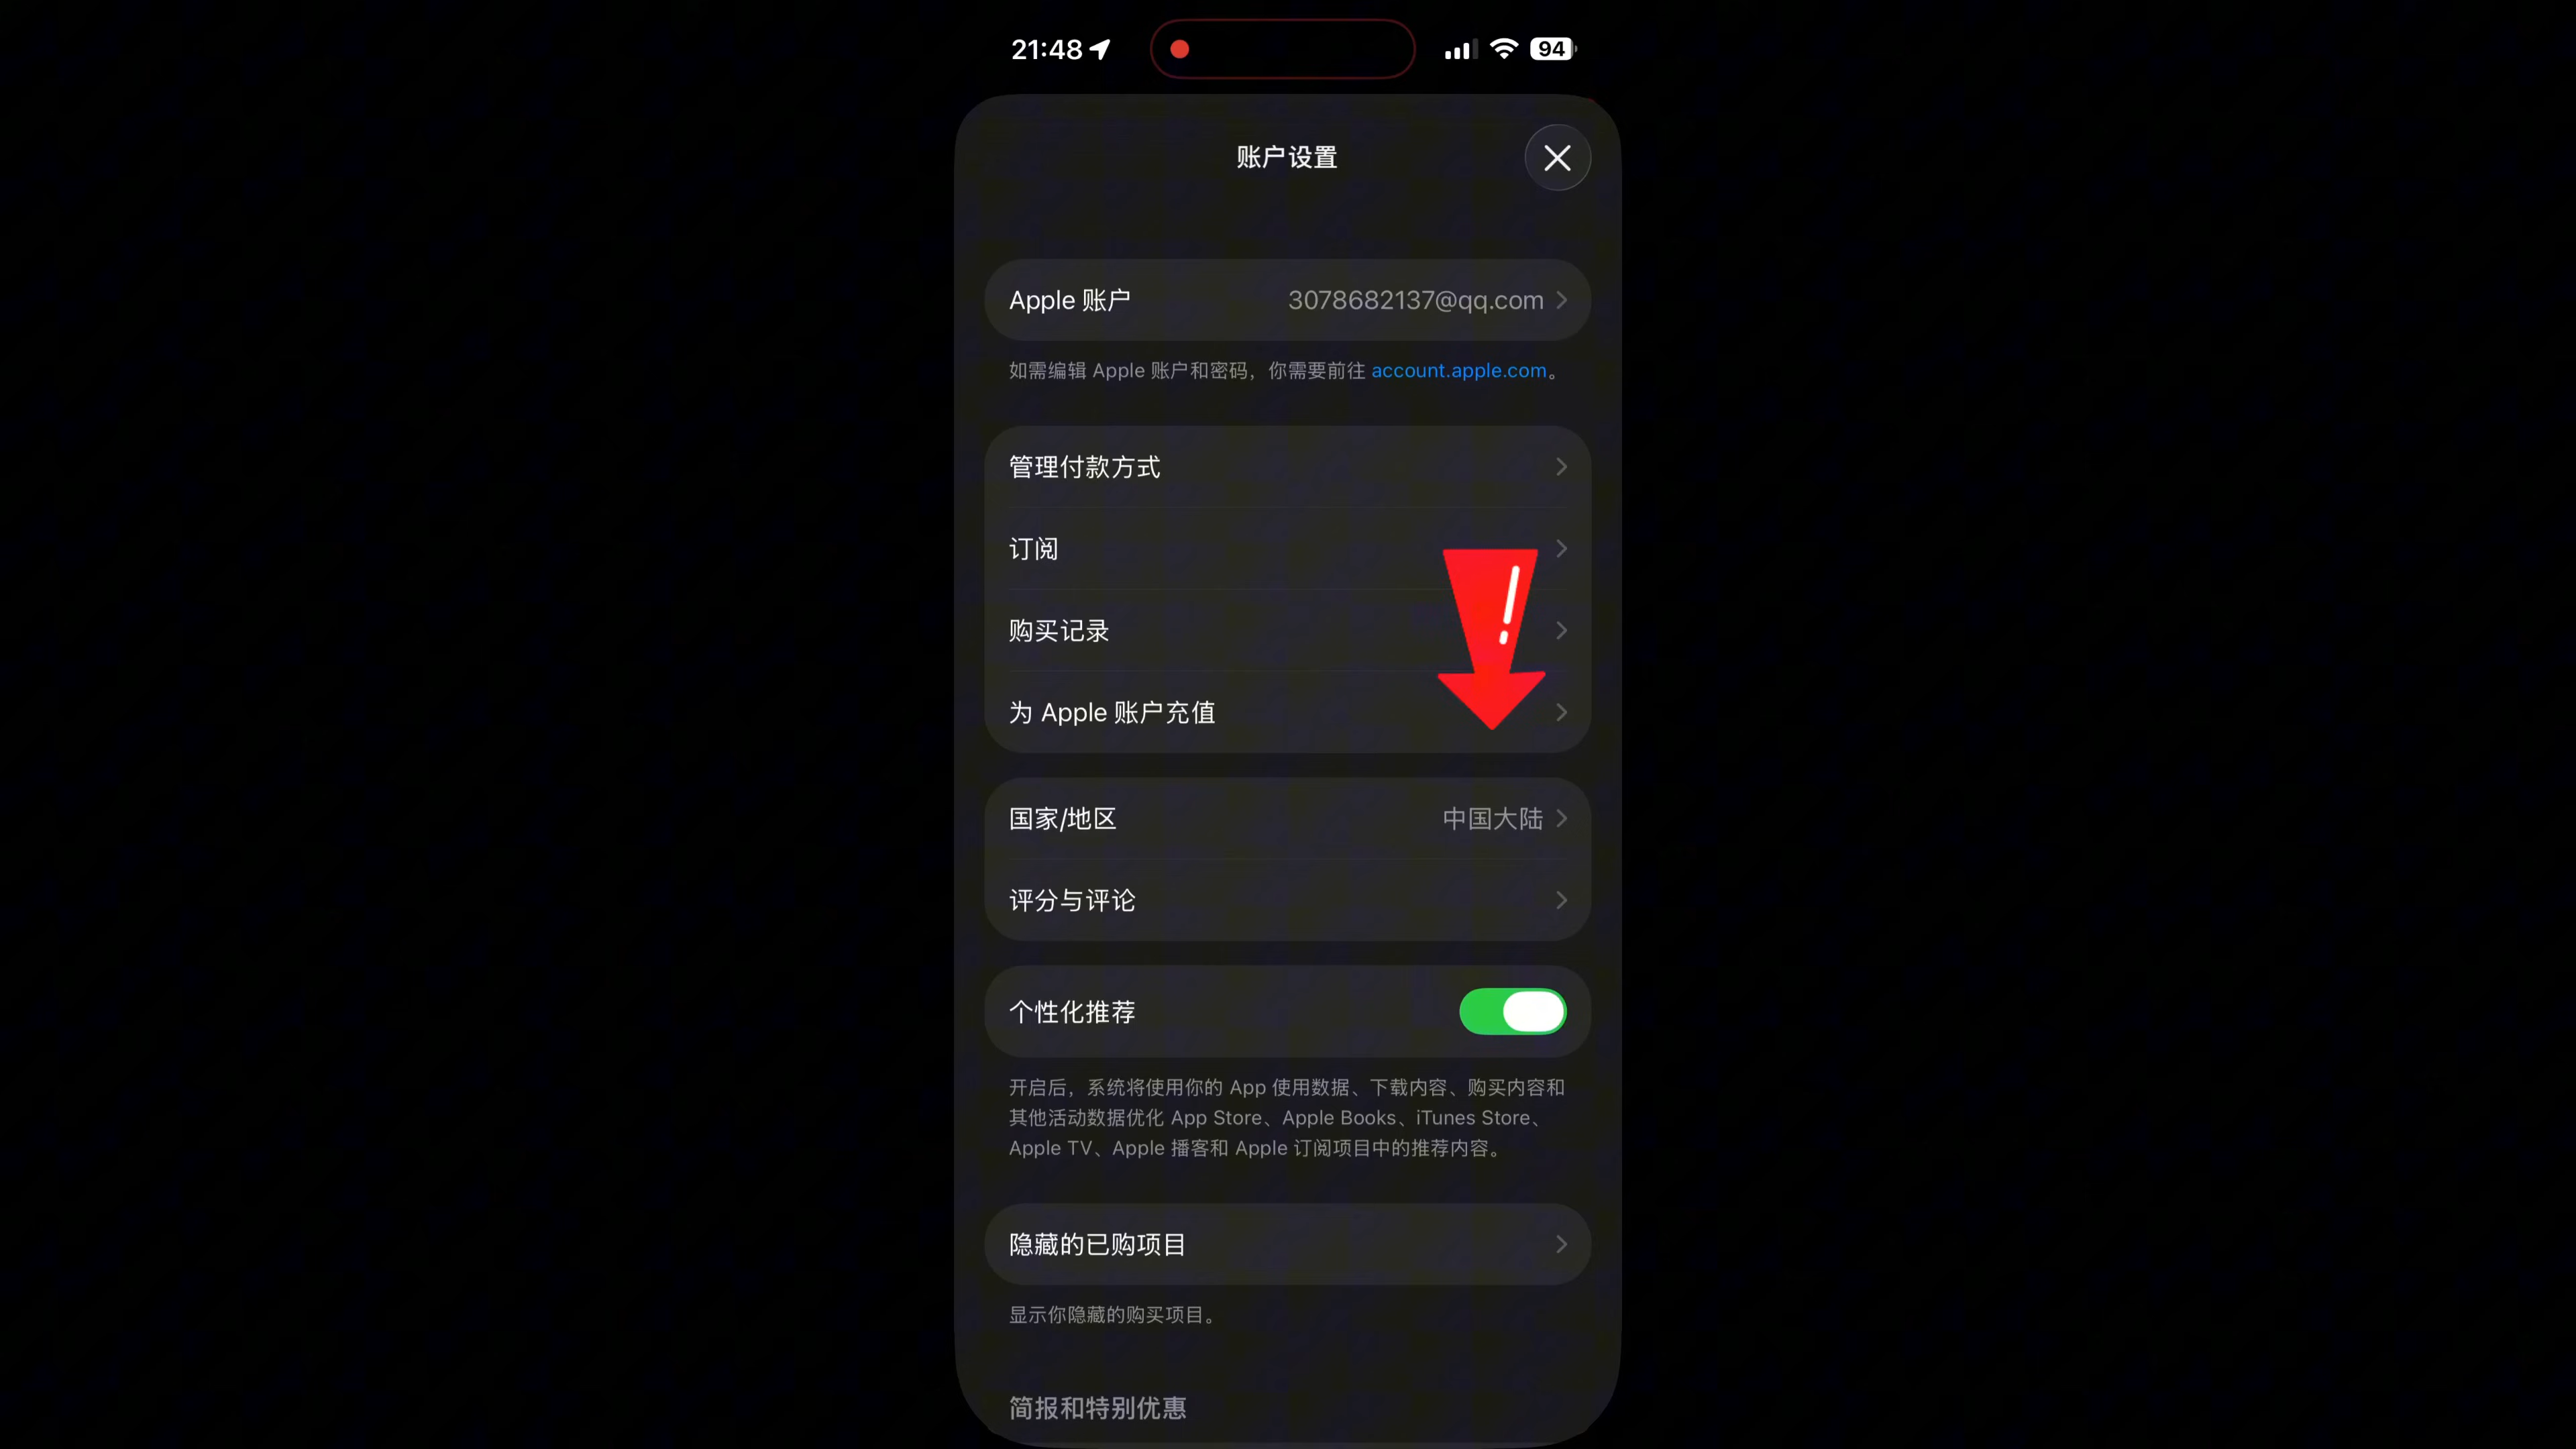 21:48
94
账户设置
Apple 账户
3078682137@qq.com
如需编辑 Apple 账户和密码，你需要前往 account.apple.com。
管理付款方式
订阅
购买记录
为 Apple 账户充值
国家/地区
中国大陆
评分与评论
个性化推荐
开启后，系统将使用你的 App 使用数据、下载内容、购买内容和
其他活动数据优化 App Store、Apple Books、iTunes Store、
Apple TV、Apple 播客和 Apple 订阅项目中的推荐内容。
隐藏的已购项目
显示你隐藏的购买项目。
简报和特别优惠